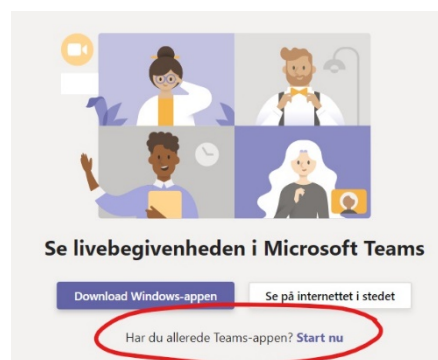 Se livebegivenheden i Microsoft Teams
Download Windows-appen
Se på internettet i stedet
Har du allerede Teams-appen? Start nu